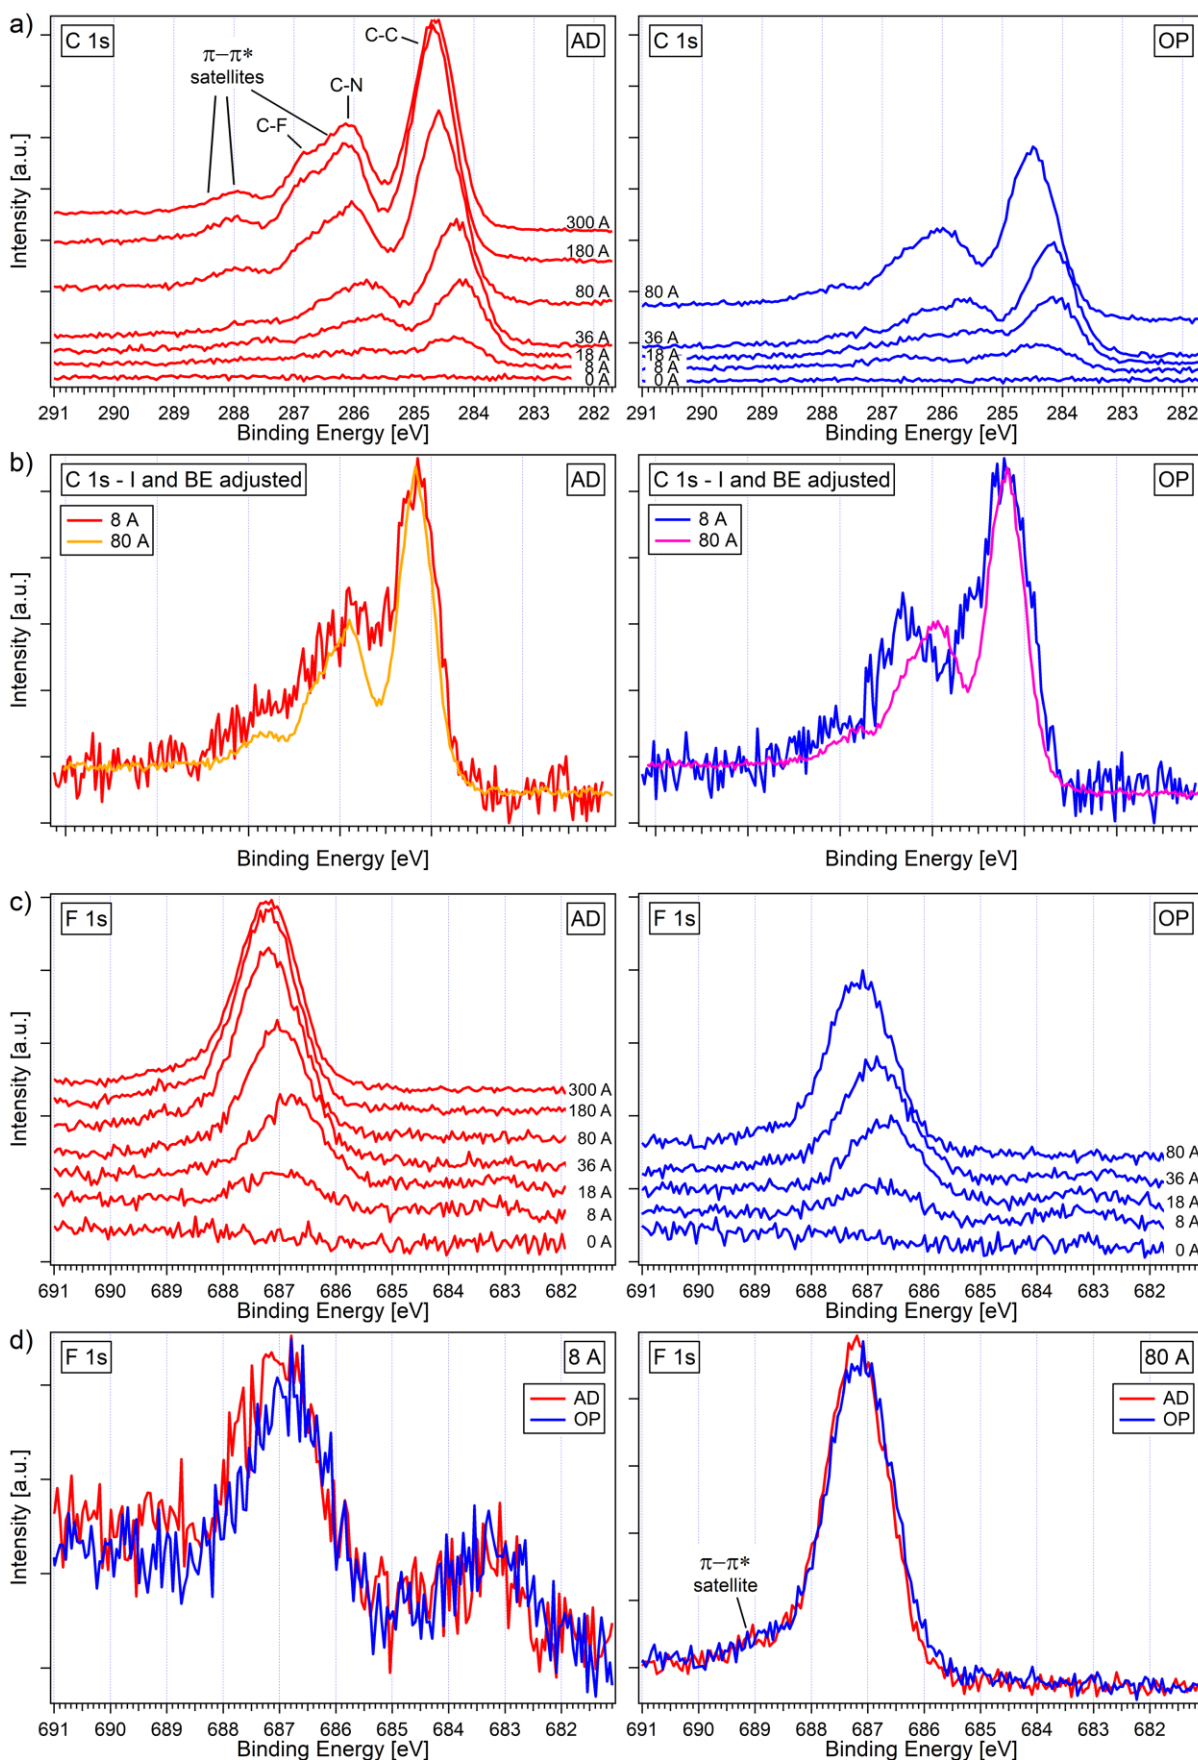 a)
C 1s
AD
π–π*
satellites
C-F
C-N
C-C
300 A
180 A
80 A
36 A
18 A
8 A
0 A
Intensity [a.u.]
291 290 289 288 287 286 285 284 283 282
Binding Energy [eV]
C 1s
OP
80 A
36 A
18 A
8 A
0 A
291 290 289 288 287 286 285 284 283 282
Binding Energy [eV]
b)
C 1s - I and BE adjusted
AD
8 A
80 A
Intensity [a.u.]
Binding Energy [eV]
C 1s - I and BE adjusted
OP
8 A
80 A
Binding Energy [eV]
c)
F 1s
AD
300 A
180 A
80 A
36 A
18 A
8 A
0 A
Intensity [a.u.]
691 690 689 688 687 686 685 684 683 682
Binding Energy [eV]
F 1s
OP
80 A
36 A
18 A
8 A
0 A
691 690 689 688 687 686 685 684 683 682
Binding Energy [eV]
d)
F 1s
8 A
AD
OP
Intensity [a.u.]
691 690 689 688 687 686 685 684 683 682
Binding Energy [eV]
F 1s
80 A
AD
OP
π–π*
satellite
691 690 689 688 687 686 685 684 683 682
Binding Energy [eV]